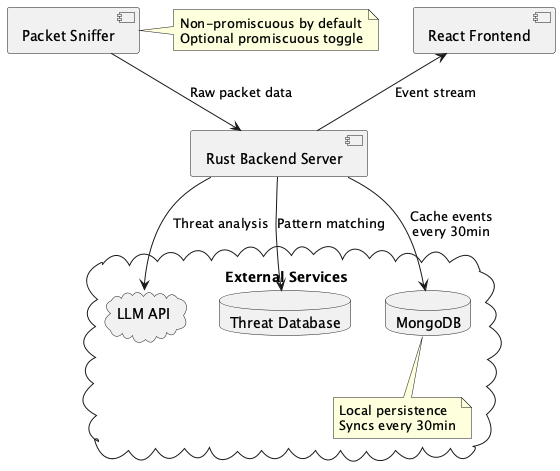 Packet Sniffer
Non-promiscuous by default
Optional promiscuous toggle
React Frontend
Raw packet data
Event stream
Rust Backend Server
Threat analysis
Pattern matching
Cache events
every 30min
External Services
LLM API
Threat Database
MongoDB
Local persistence
Syncs every 30min